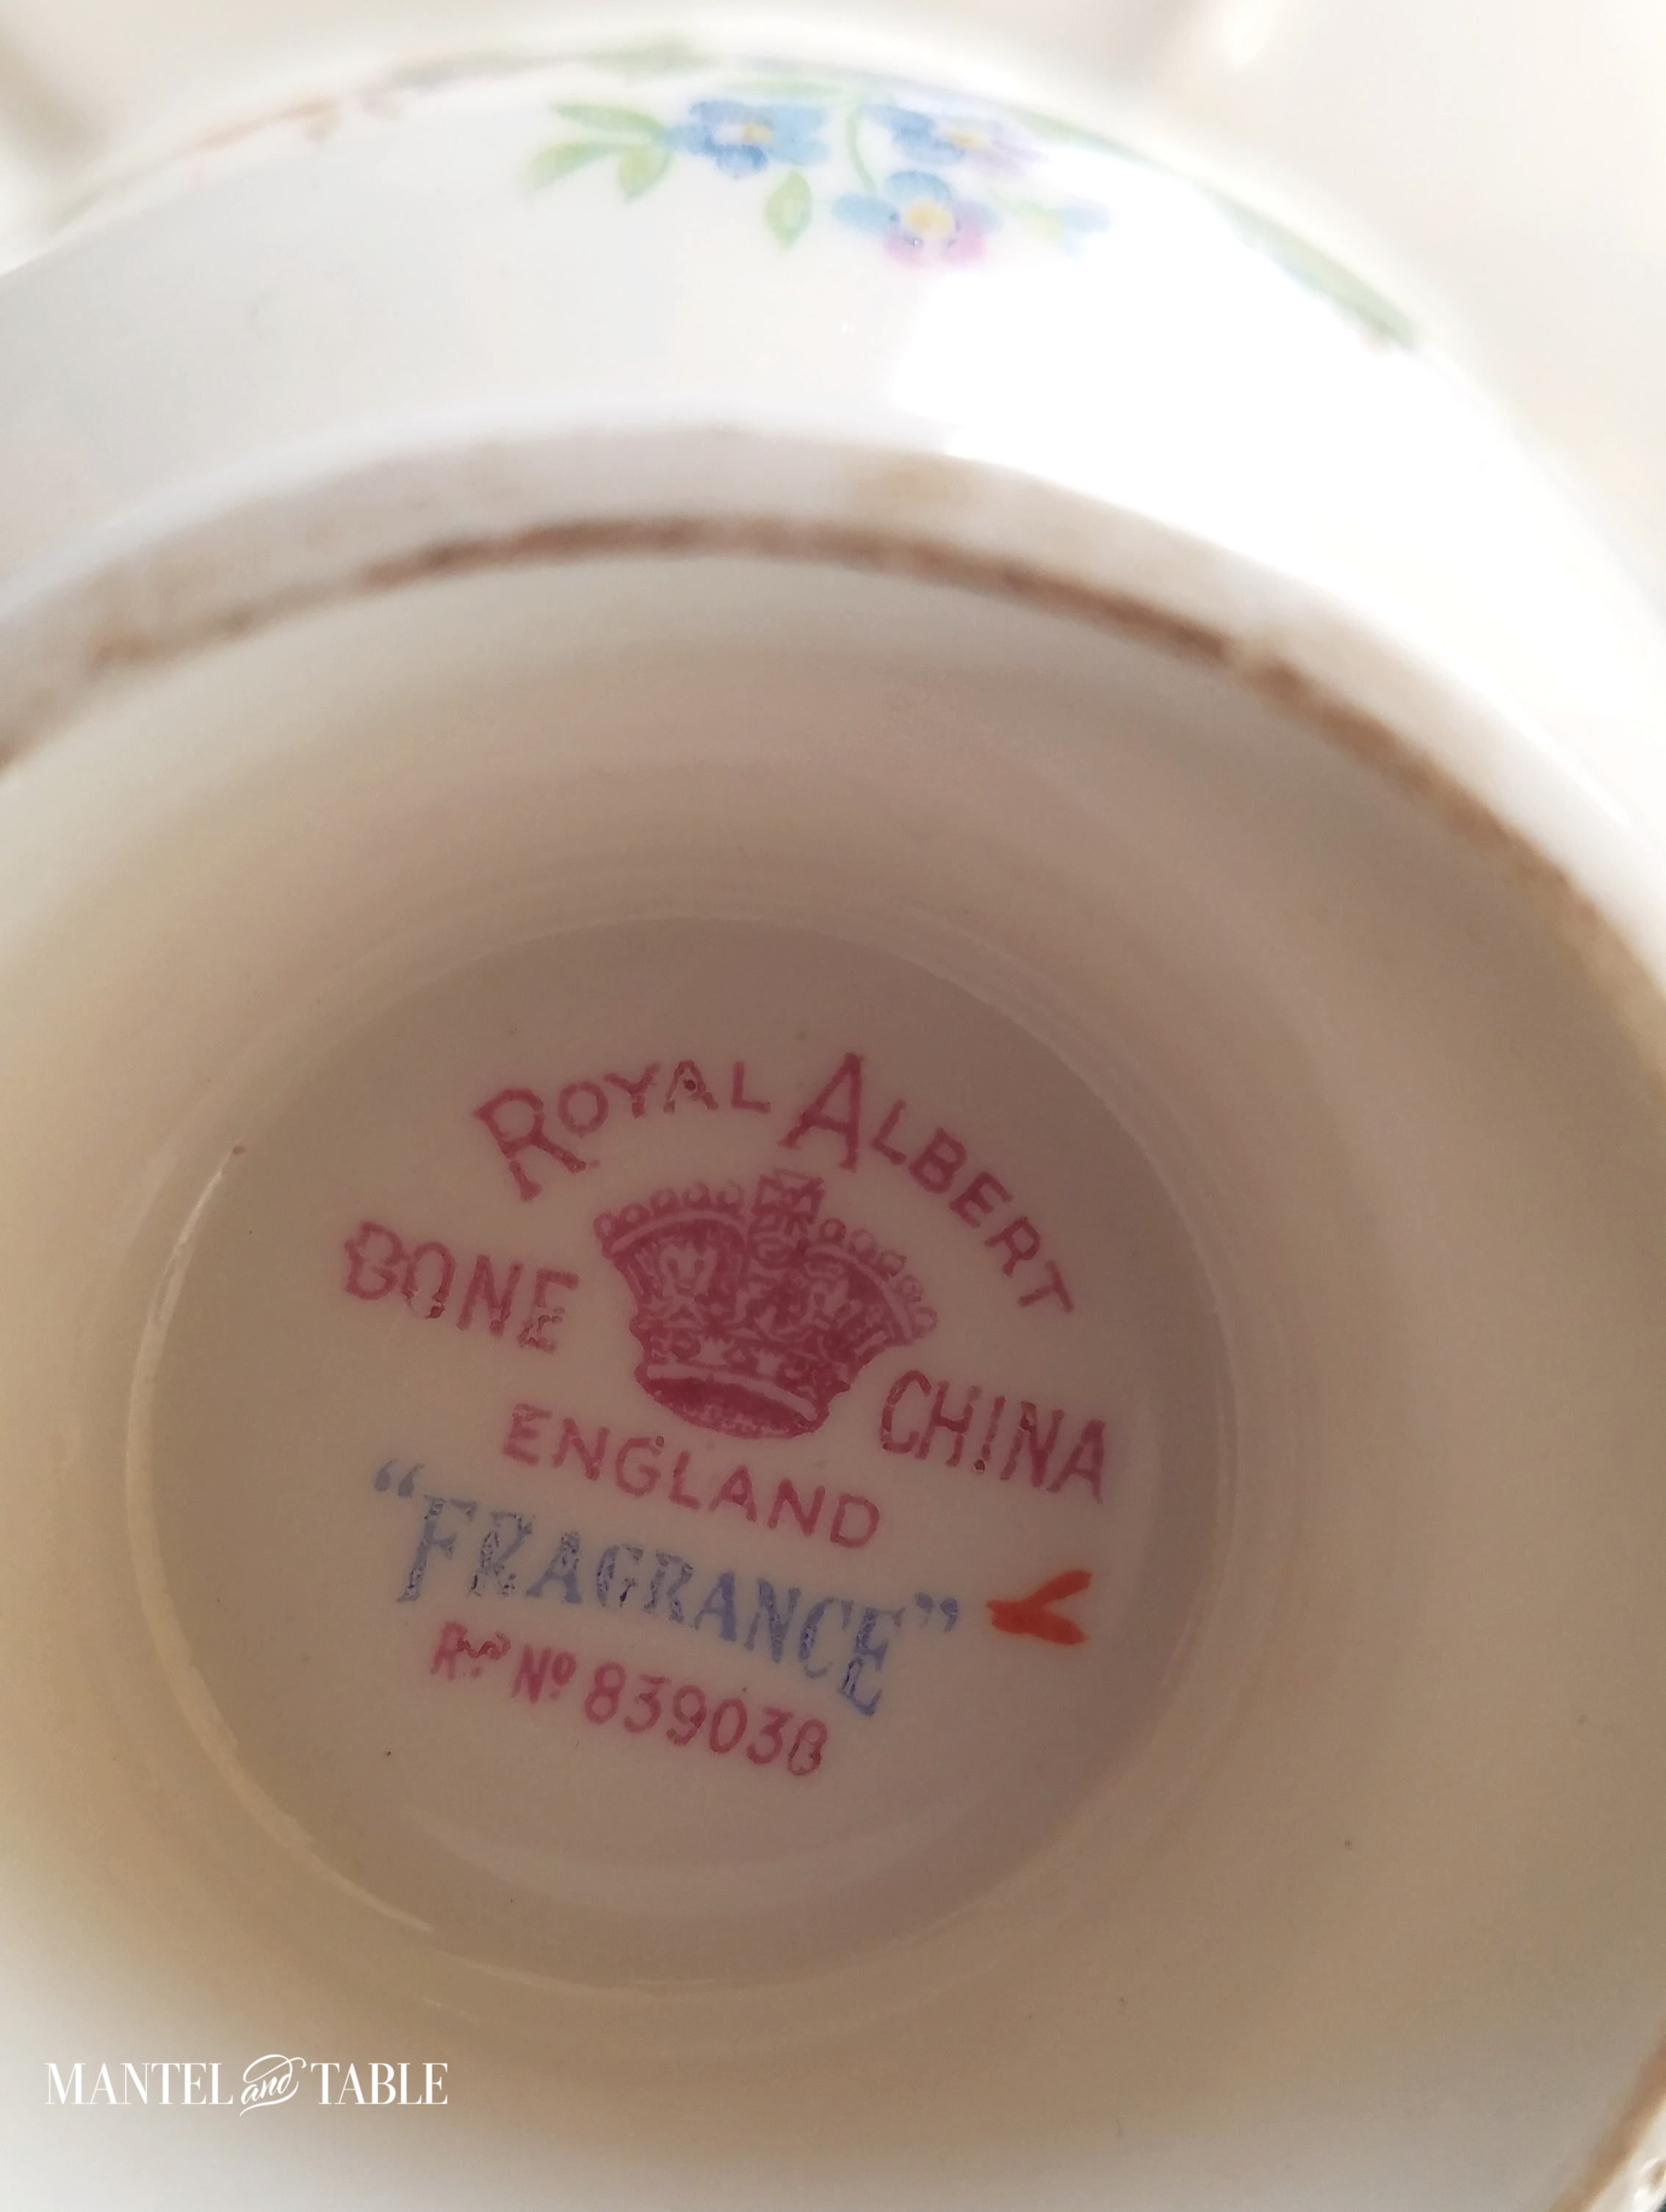 ROYAL ALBERT
BONE CHINA
ENGLAND
“FRAGRANCE”
Rᴰ Nº 839038
MANTEL and TABLE